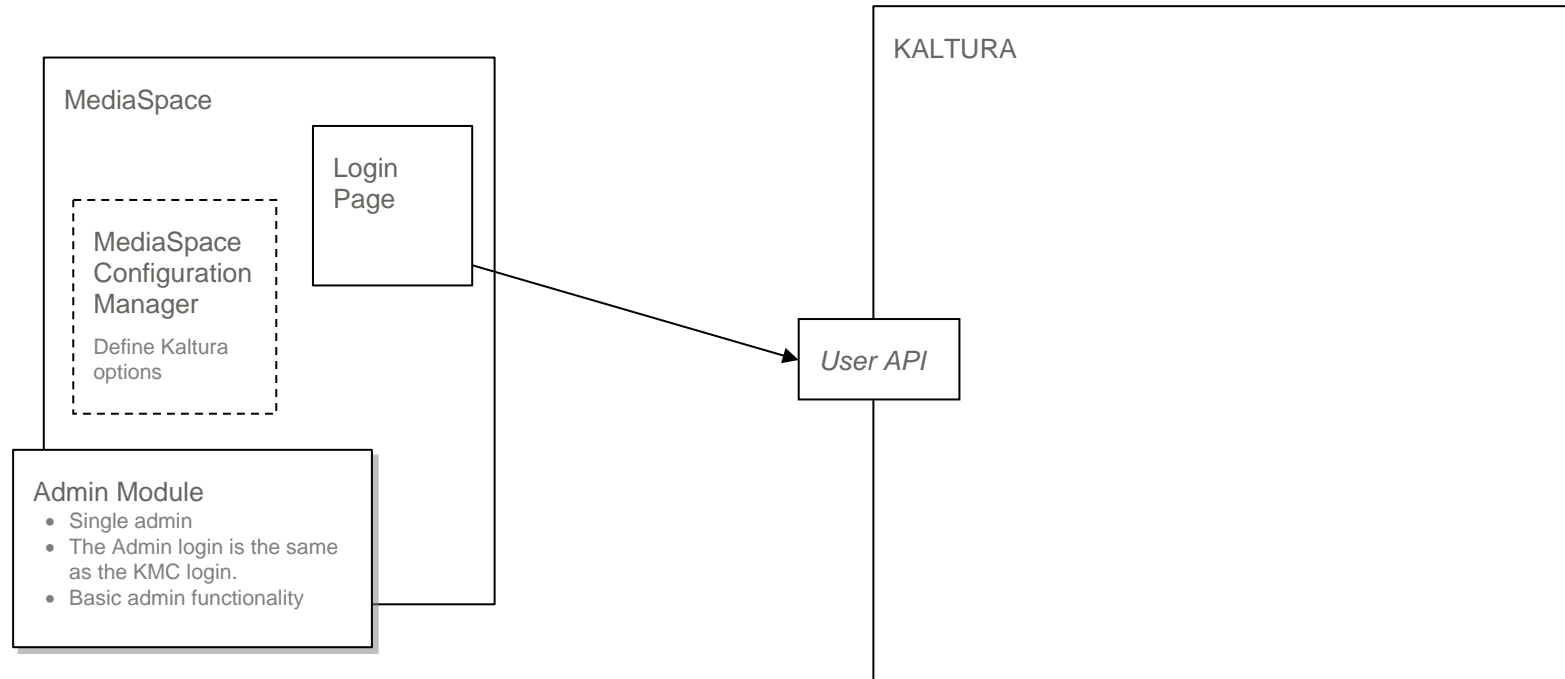 KALTURA
MediaSpace
Login
Page
MediaSpace
Configuration
Manager
Define Kaltura
options
User API
Admin Module
• Single admin
• The Admin login is the same
as the KMC login.
• Basic admin functionality